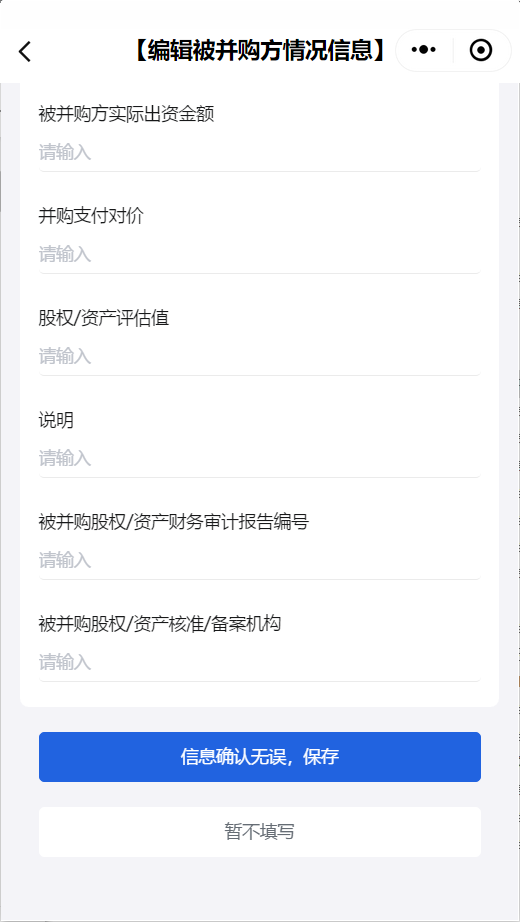 【编辑被并购方情况信息】
被并购方实际出资金额
请输入
并购支付对价
请输入
股权/资产评估值
请输入
说明
请输入
被并购股权/资产财务审计报告编号
请输入
被并购股权/资产核准/备案机构
请输入
信息确认无误，保存
暂不填写